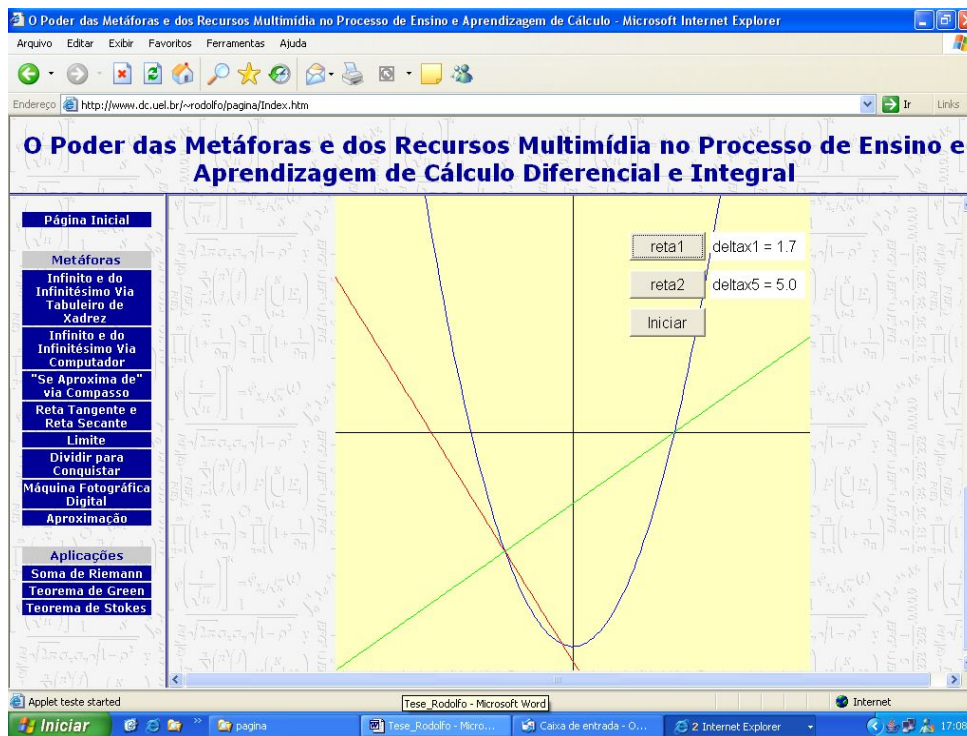 O Poder das Metáforas e dos Recursos Multimídia no Processo de Ensino e Aprendizagem de Cálculo - Microsoft Internet Explorer
Arquivo Editar Exibir Favoritos Ferramentas Ajuda
Endereço http://www.dc.uel.br/~rodolfo/pagina/Index.htm Ir Links
O Poder das Metáforas e dos Recursos Multimídia no Processo de Ensino e
Aprendizagem de Cálculo Diferencial e Integral
Página Inicial
Metáforas
Infinito e do
Infinitésimo Via
Tabuleiro de
Xadrez
Infinito e do
Infinitésimo Via
Computador
"Se Aproxima de"
via Compasso
Reta Tangente e
Reta Secante
Limite
Dividir para
Conquistar
Máquina Fotográfica
Digital
Aproximação
Aplicações
Soma de Riemann
Teorema de Green
Teorema de Stokes
reta1 deltax1 = 1.7
reta2 deltax5 = 5.0
Iniciar
Applet teste started
Tese_Rodolfo - Microsoft Word
Internet
Iniciar
pagina
Tese_Rodolfo - Micro...
Caixa de entrada - O...
2 Internet Explorer
17:08